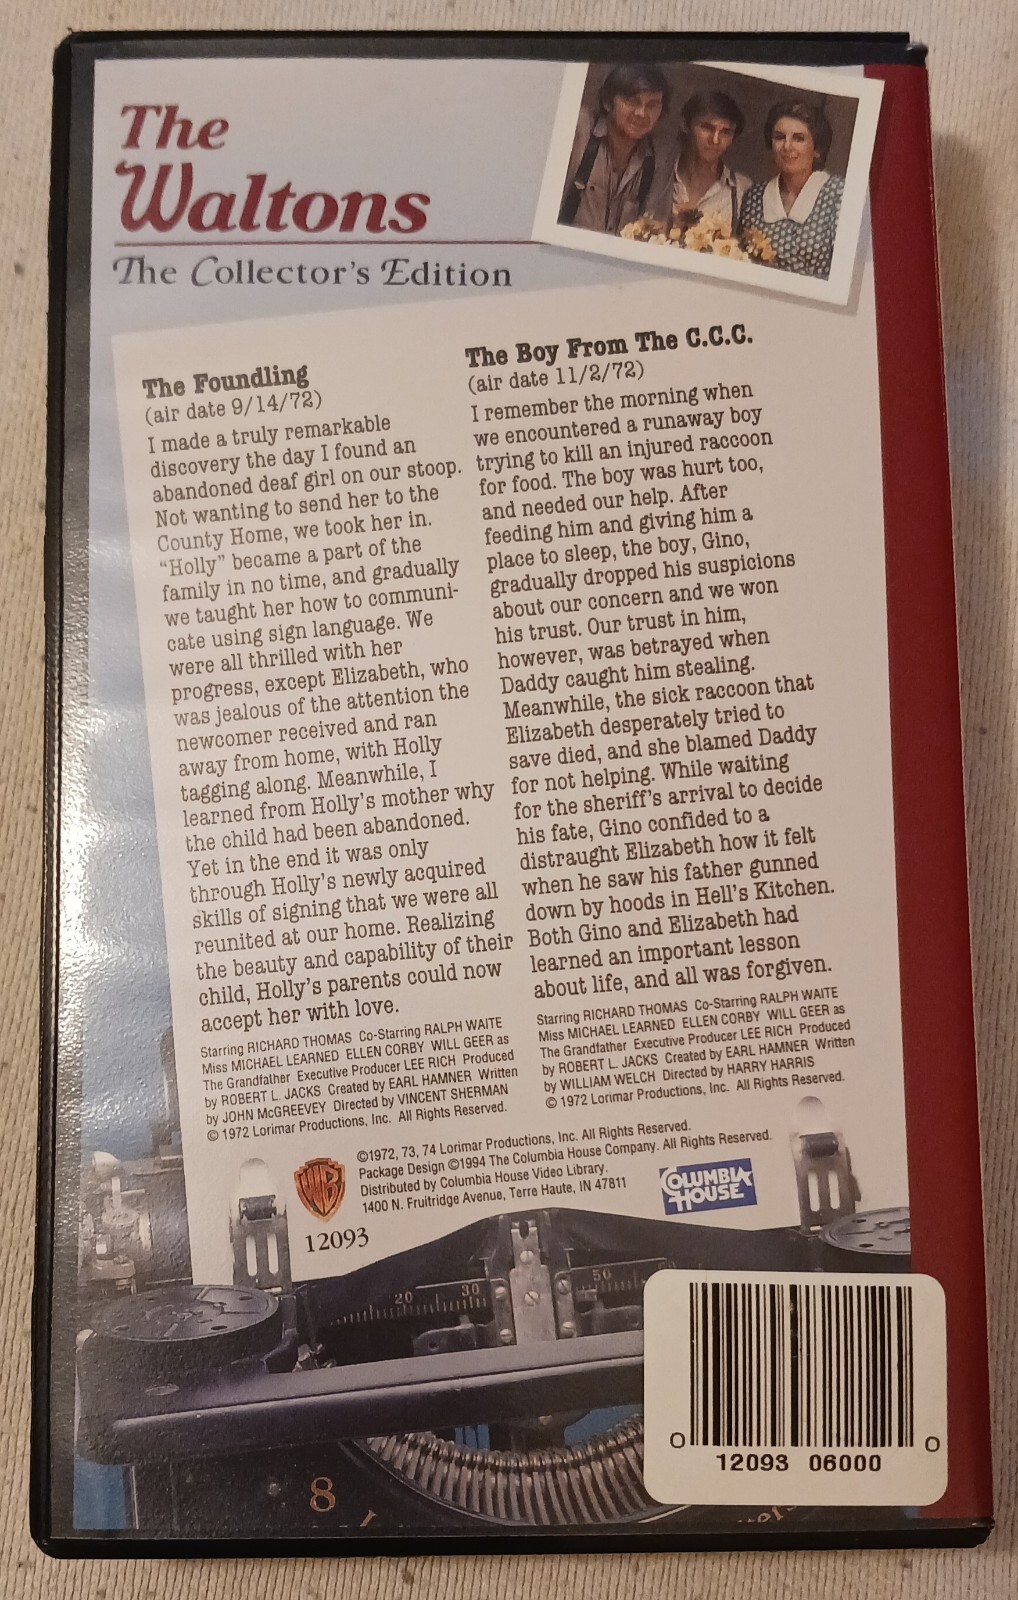 The
Waltons
The Collector's Edition
The Foundling
(air date 9/14/72)
I made a truly remarkable
discovery the day I found an
abandoned deaf girl on our stoop.
Not wanting to send her to the
County Home, we took her in.
"Holly" became a part of the
family in no time, and gradually
we taught her how to communi-
cate using sign language. We
were all thrilled with her
progress, except Elizabeth, who
was jealous of the attention the
newcomer received and ran
away from home, with Holly
tagging along. Meanwhile, I
learned from Holly's mother why
the child had been abandoned.
Yet in the end it was only
through Holly's newly acquired
skills of signing that we were all
reunited at our home. Realizing
the beauty and capability of their
child, Holly's parents could now
accept her with love.
Starring RICHARD THOMAS Co-Starring RALPH WAITE
Miss MICHAEL LEARNED ELLEN CORBY WILL GEER as
The Grandfather Executive Producer LEE RICH Produced
by ROBERT L. JACKS Created by EARL HAMNER Written
by JOHN McGREEVEY Directed by VINCENT SHERMAN
© 1972 Lorimar Productions, Inc. All Rights Reserved.
The Boy From The C.C.C.
(air date 11/2/72)
I remember the morning when
we encountered a runaway boy
trying to kill an injured raccoon
for food. The boy was hurt too,
and needed our help. After
feeding him and giving him a
place to sleep, the boy, Gino,
gradually dropped his suspicions
about our concern and we won
his trust. Our trust in him,
however, was betrayed when
Daddy caught him stealing.
Meanwhile, the sick raccoon that
Elizabeth desperately tried to
save died, and she blamed Daddy
for not helping. While waiting
for the sheriff's arrival to decide
his fate, Gino confided to a
distraught Elizabeth how it felt
when he saw his father gunned
down by hoods in Hell's Kitchen.
Both Gino and Elizabeth had
learned an important lesson
about life, and all was forgiven.
Starring RICHARD THOMAS Co-Starring RALPH WAITE
Miss MICHAEL LEARNED ELLEN CORBY WILL GEER as
The Grandfather Executive Producer LEE RICH Produced
by ROBERT L. JACKS Created by EARL HAMNER Written
by WILLIAM WELCH Directed by HARRY HARRIS
© 1972 Lorimar Productions, Inc. All Rights Reserved.
WB
©1972, 73, 74 Lorimar Productions, Inc. All Rights Reserved.
Package Design ©1994 The Columbia House Company. All Rights Reserved.
Distributed by Columbia House Video Library.
1400 N. Fruitridge Avenue, Terre Haute, IN 47811
COLUMBIA
HOUSE
12093
20 30 50
0 12093 06000 0
8